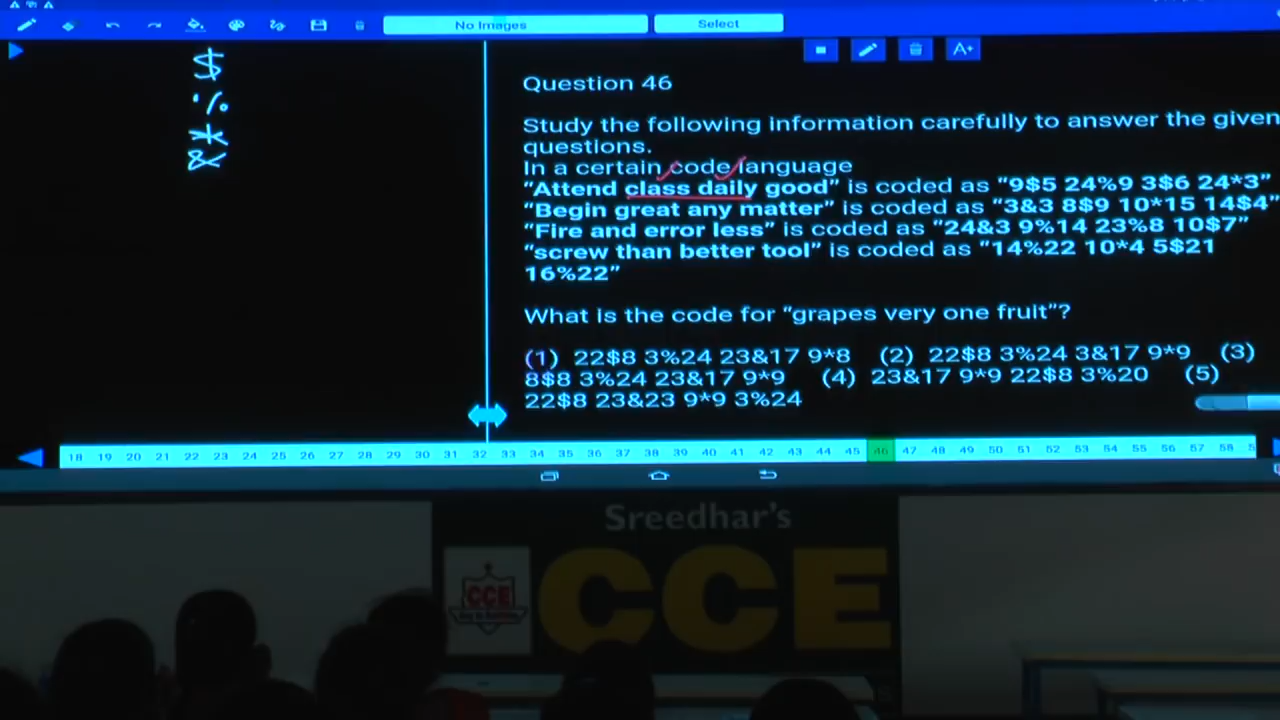 No Images Select
$
%
*
&
A+
Question 46
Study the following information carefully to answer the given
questions.
In a certain code language
“Attend class daily good” is coded as “9$5 24%9 3$6 24*3”
“Begin great any matter” is coded as “3&3 8$9 10*15 14$4”
“Fire and error less” is coded as “24&3 9%14 23%8 10$7”
“screw than better tool” is coded as “14%22 10*4 5$21
16%22”
What is the code for “grapes very one fruit”?
(1) 22$8 3%24 23&17 9*8 (2) 22$8 3%24 3&17 9*9 (3)
8$8 3%24 23&17 9*9 (4) 23&17 9*9 22$8 3%20 (5)
22$8 23&23 9*9 3%24
18 19 20 21 22 23 24 25 26 27 28 29 30 31 32 33 34 35 36 37 38 39 40 41 42 43 44 45 46 47 48 49 50 51 52 53 54 55 56 57 58
Sreedhar's
CCE
CCE